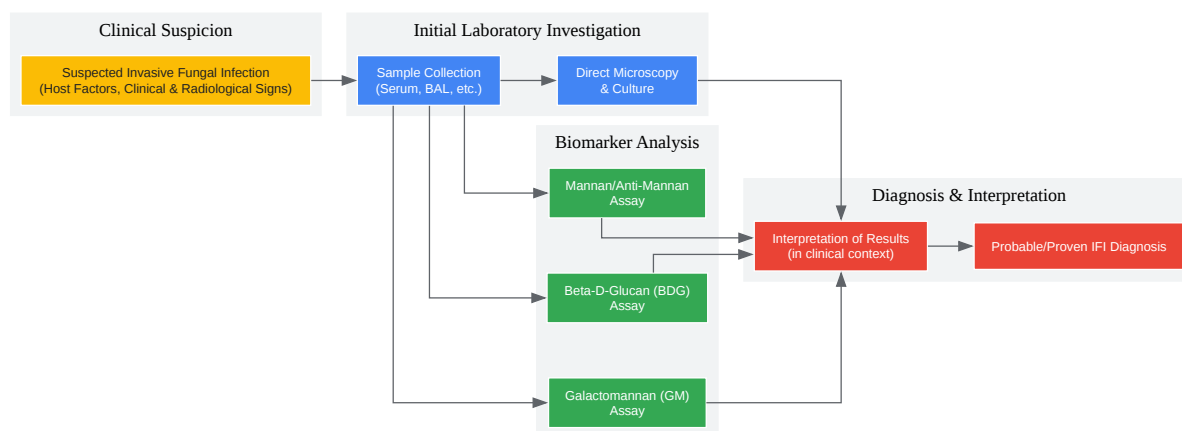 Clinical Suspicion
Suspected Invasive Fungal Infection
(Host Factors, Clinical & Radiological Signs)
Initial Laboratory Investigation
Sample Collection
(Serum, BAL, etc.)
Direct Microscopy
& Culture
Biomarker Analysis
Mannan/Anti-Mannan
Assay
Beta-D-Glucan (BDG)
Assay
Galactomannan (GM)
Assay
Diagnosis & Interpretation
Interpretation of Results
(in clinical context)
Probable/Proven IFI Diagnosis